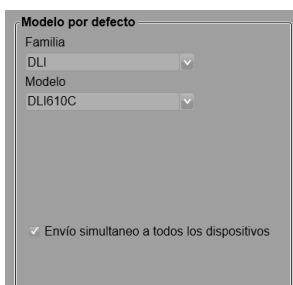 Modelo por defecto
Familia
DLI
Modelo
DLI610C
Envío simultaneo a todos los dispositivos